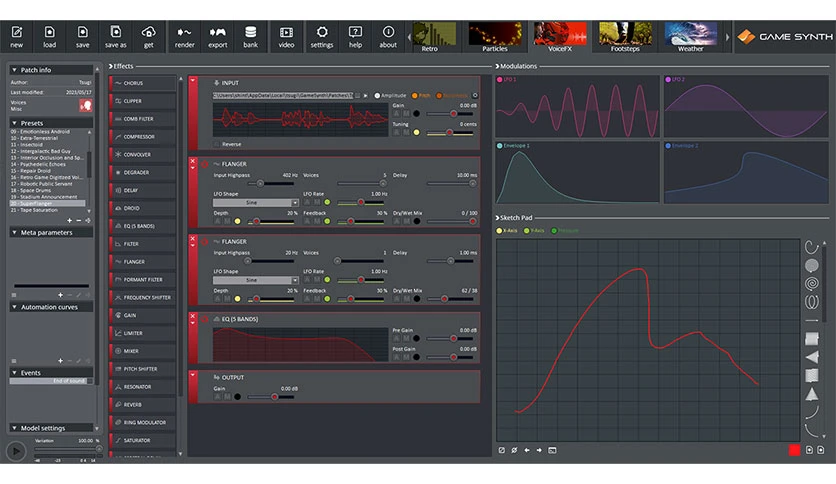 new load save save as get render export bank video settings help about
Retro Particles VoiceFX Footsteps Weather
GAME SYNTH
Patch info
Author: Tsugi
Last modified: 2023/05/17
Voices
Misc
Presets
09 - Emotionless Android
10 - Extra-Terrestrial
11 - Insectoid
12 - Intergalactic Bad Guy
13 - Interior Occlusion and Sp...
14 - Psychedelic Echoes
15 - Repair Droid
16 - Retro Game Digitized Voi...
17 - Robotic Public Servant
18 - Space Drums
19 - Stadium Announcement
20 - SuperFlanger
21 - Tape Saturation
Meta parameters
Automation curves
Events
End of sound
Model settings
Variation 100.00 %
Effects
CHORUS
CLIPPER
COMB FILTER
COMPRESSOR
CONVOLVER
DEGRADER
DELAY
DROID
EQ (5 BANDS)
FILTER
FLANGER
FORMANT FILTER
FREQUENCY SHIFTER
GAIN
LIMITER
MIXER
PITCH SHIFTER
RESONATOR
REVERB
RING MODULATOR
SATURATOR
INPUT
Amplitude Pitch
Gain 0.00 dB
Tuning 0 cents
Reverse
FLANGER
Input Highpass 402 Hz Voices 5 Delay 10.00 ms
LFO Shape LFO Rate 1.00 Hz
Sine
Depth 20 % Feedback 30 % Dry/Wet Mix 0 / 100
FLANGER
Input Highpass 20 Hz Voices 1 Delay 1.00 ms
LFO Shape LFO Rate 1.00 Hz
Sine
Depth 20 % Feedback 30 % Dry/Wet Mix 62 / 38
EQ (5 BANDS)
Pre Gain 0.00 dB
Post Gain 0.00 dB
OUTPUT
Gain 0.00 dB
Modulations
LFO 1 LFO 2
Envelope 1 Envelope 2
Sketch Pad
X-Axis Y-Axis Pressure